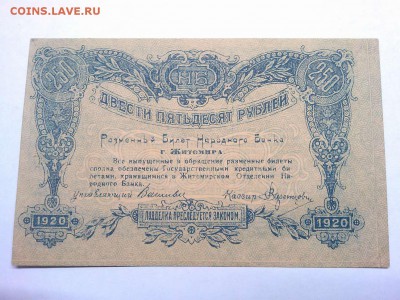 COINS.LAVE.RU
250 НБ 250
ДВЕСТИ ПЯТЬДЕСЯТ РУБЛЕЙ
Разменный Билет Народного Банка
г. Житомира
Все выпущенные в обращение разменные билеты
сполна обеспечены Государственными кредитными би-
летами, хранящимися в Житомирском Отделении На-
родного Банка.
Управляющий Кассир
1920 1920
ПОДДЕЛКА ПРЕСЛЕДУЕТСЯ ЗАКОНОМ.